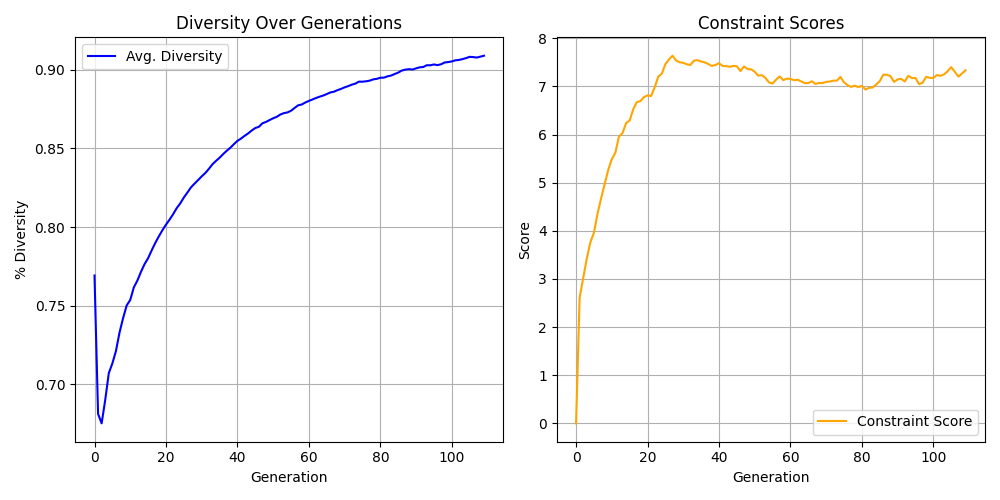 Diversity Over Generations
Avg. Diversity
% Diversity
0.90
0.85
0.80
0.75
0.70
0 20 40 60 80 100
Generation
Constraint Scores
Score
8
7
6
5
4
3
2
1
0
Constraint Score
0 20 40 60 80 100
Generation